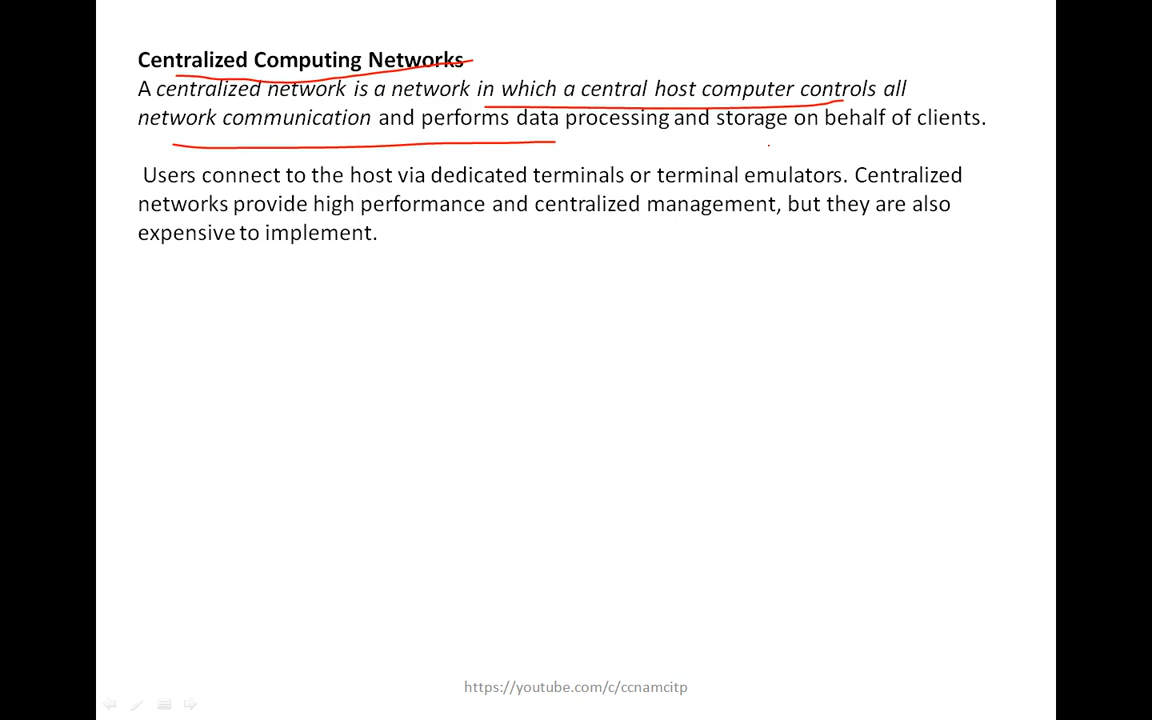 Centralized Computing Networks
A centralized network is a network in which a central host computer controls all
network communication and performs data processing and storage on behalf of clients.
Users connect to the host via dedicated terminals or terminal emulators. Centralized
networks provide high performance and centralized management, but they are also
expensive to implement.
https://youtube.com/c/ccnamcitp